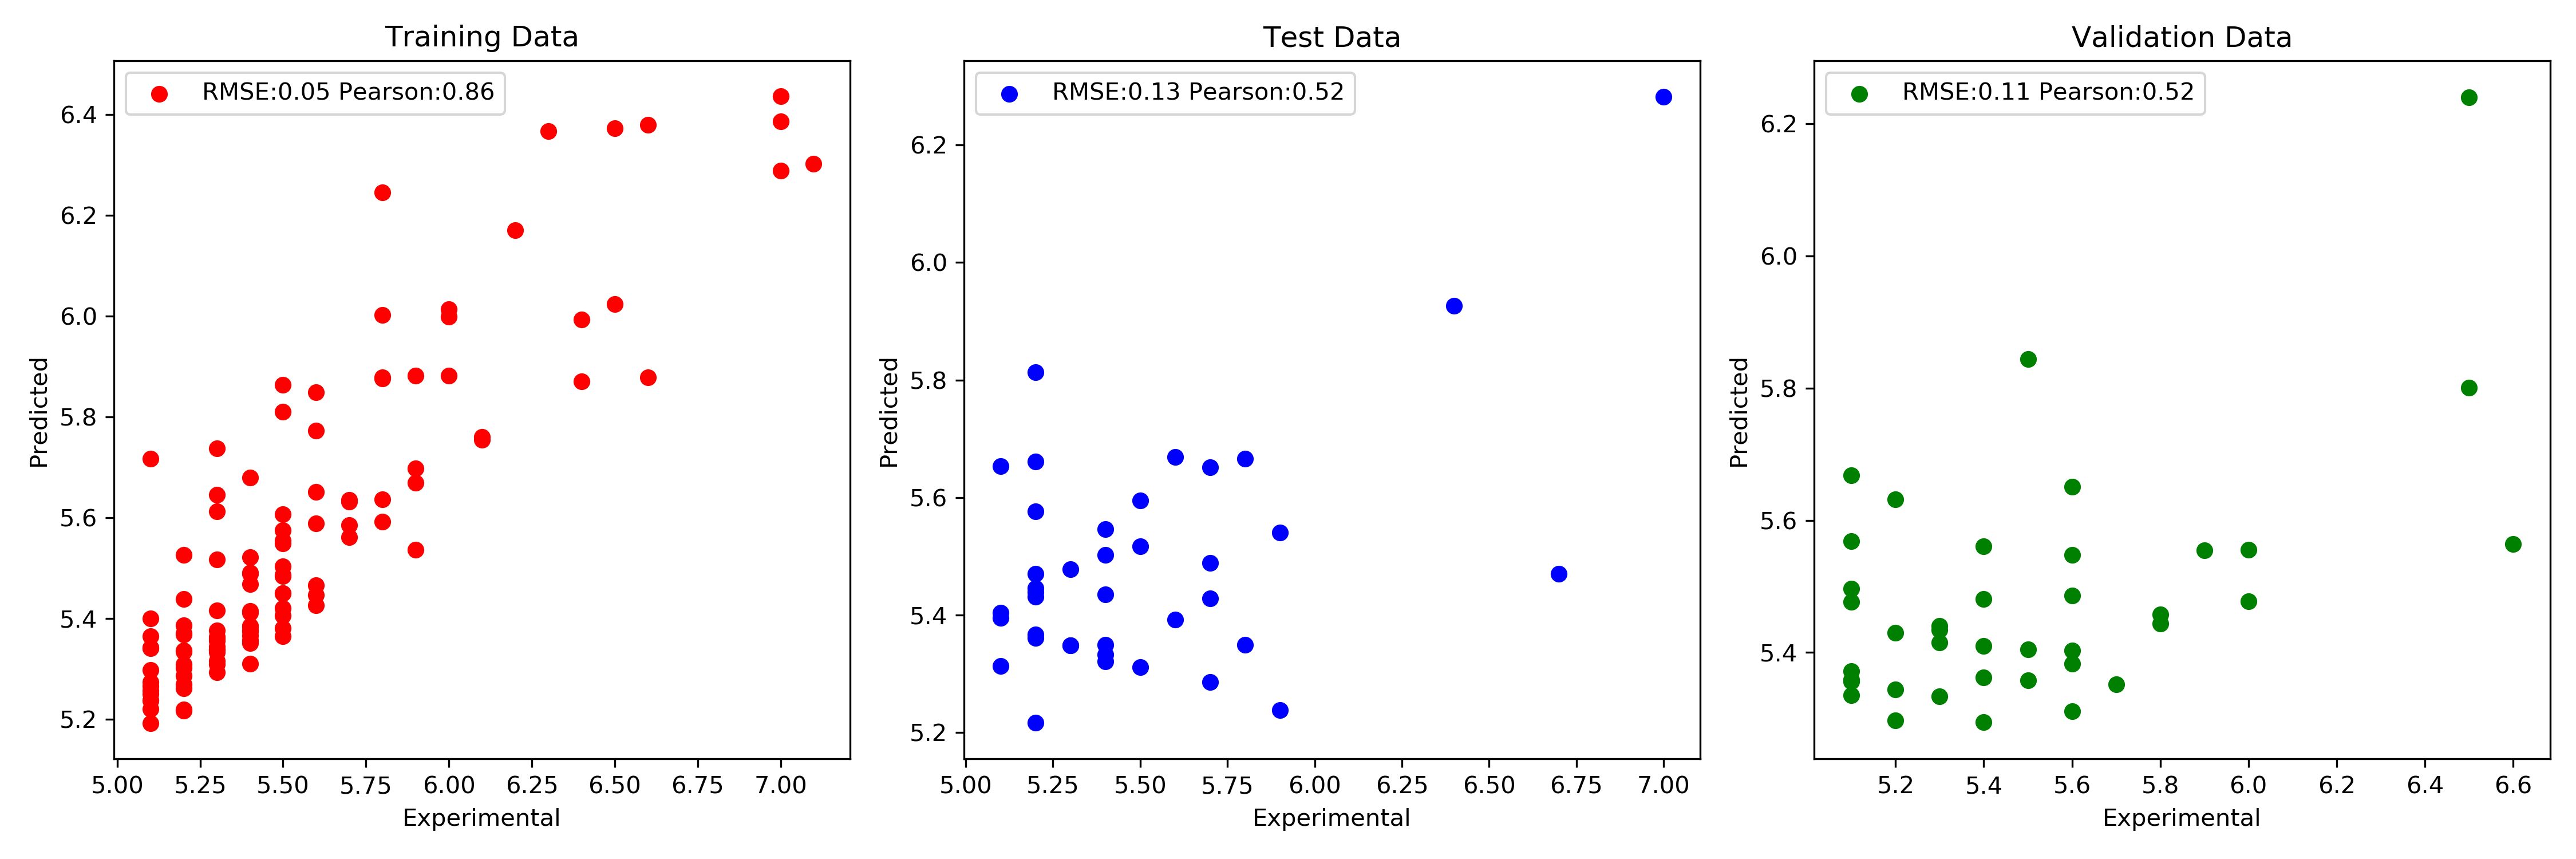 Training Data
RMSE:0.05 Pearson:0.86
6.4
6.2
6.0
5.8
5.6
5.4
5.2
Predicted
5.00 5.25 5.50 5.75 6.00 6.25 6.50 6.75 7.00
Experimental
Test Data
RMSE:0.13 Pearson:0.52
6.2
6.0
5.8
5.6
5.4
5.2
Predicted
5.00 5.25 5.50 5.75 6.00 6.25 6.50 6.75 7.00
Experimental
Validation Data
RMSE:0.11 Pearson:0.52
6.2
6.0
5.8
5.6
5.4
Predicted
5.2 5.4 5.6 5.8 6.0 6.2 6.4 6.6
Experimental